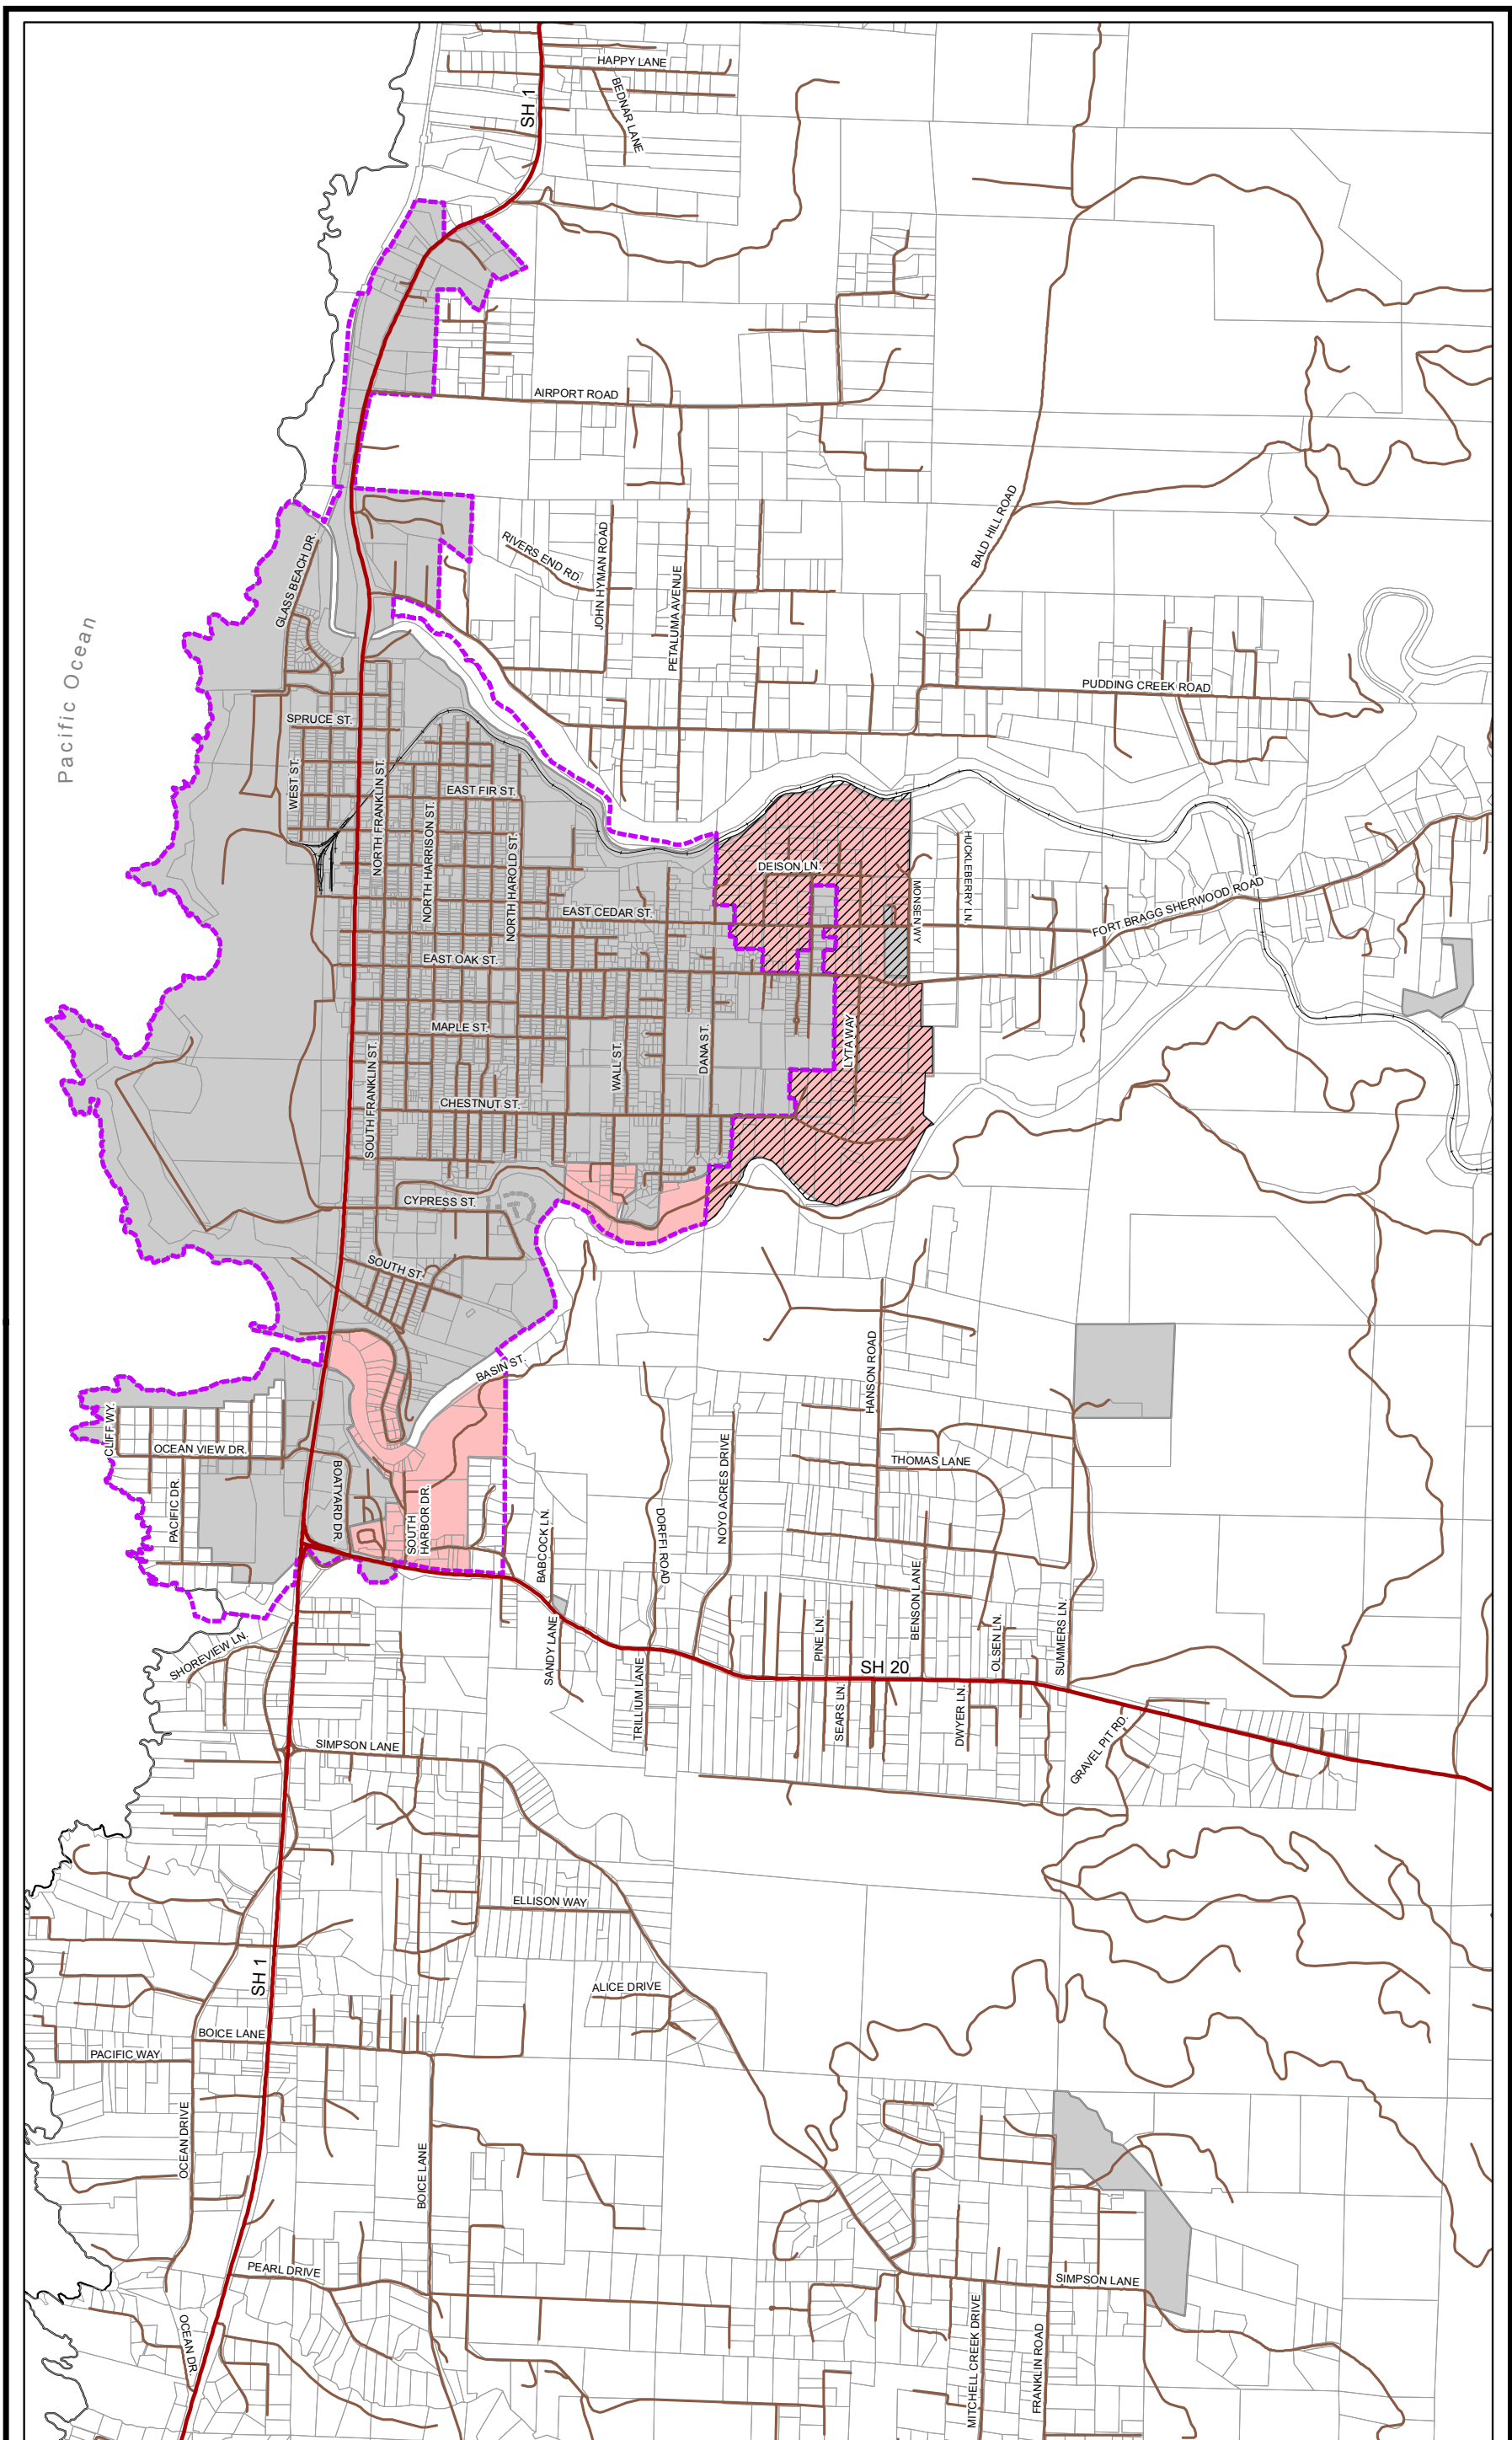 HAPPY LANE
BEDNAR LANE
SH 1
AIRPORT ROAD
BALD HILL ROAD
RIVERS END RD.
JOHN HYMAN ROAD
PETALUMA AVENUE
GLASS BEACH DR.
Pacific Ocean
PUDDING CREEK ROAD
SPRUCE ST.
WEST ST.
NORTH FRANKLIN ST.
EAST FIR ST.
NORTH HARRISON ST.
NORTH HAROLD ST.
DEISON LN.
MONSEN WY
HUCKLEBERRY LN.
FORT BRAGG SHERWOOD ROAD
EAST CEDAR ST.
EAST OAK ST.
MAPLE ST.
WALL ST.
DANA ST.
LYTA WAY
SOUTH FRANKLIN ST.
CHESTNUT ST.
CYPRESS ST.
SOUTH ST.
BASIN ST.
HANSON ROAD
CLIFF WY.
OCEAN VIEW DR.
PACIFIC DR.
BOATYARD DR.
SOUTH
HARBOR DR.
BABCOCK LN.
DORFFI ROAD
NOYO ACRES DRIVE
THOMAS LANE
BENSON LANE
OLSEN LN.
SUMMERS LN.
PINE LN.
SANDY LANE
SHOREVIEW LN.
SH 20
TRILLIUM LANE
SEARS LN.
DWYER LN.
GRAVEL PIT RD.
SIMPSON LANE
ELLISON WAY
SH 1
ALICE DRIVE
BOICE LANE
PACIFIC WAY
OCEAN DRIVE
BOICE LANE
PEARL DRIVE
SIMPSON LANE
OCEAN DR.
MITCHELL CREEK DRIVE
FRANKLIN ROAD